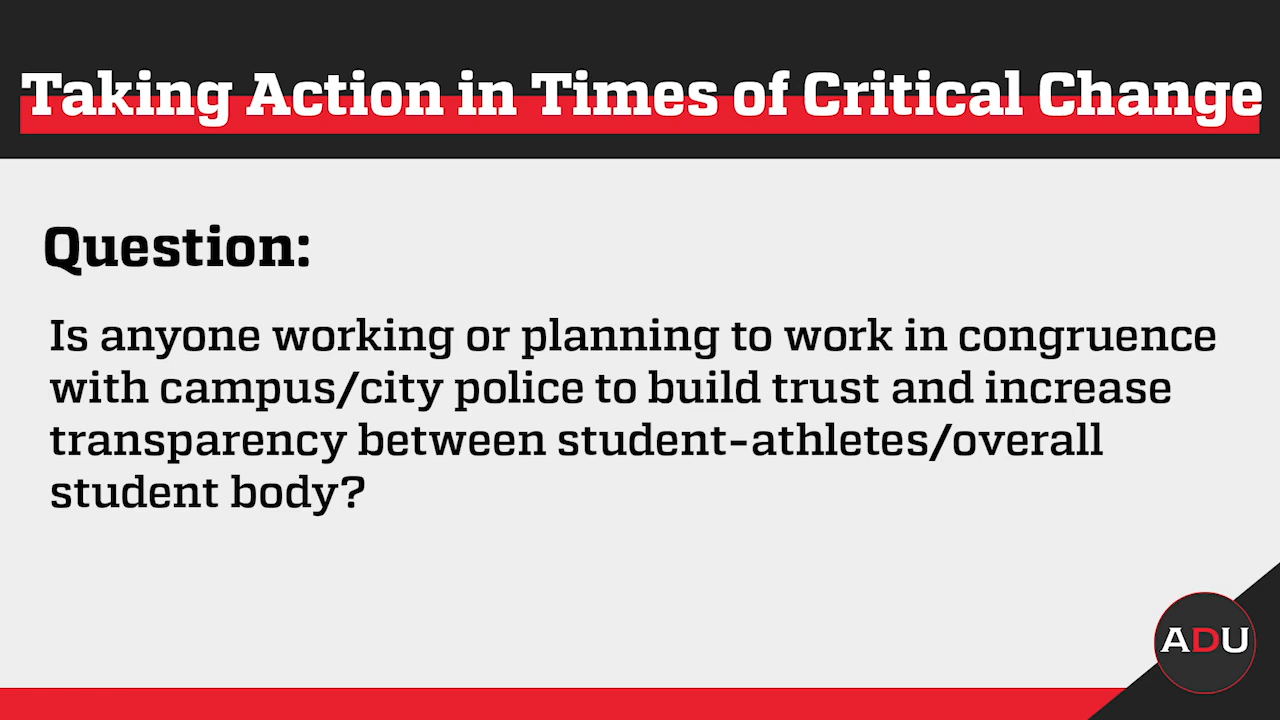 Taking Action in Times of Critical Change
Question:
Is anyone working or planning to work in congruence
with campus/city police to build trust and increase
transparency between student-athletes/overall
student body?
ADU